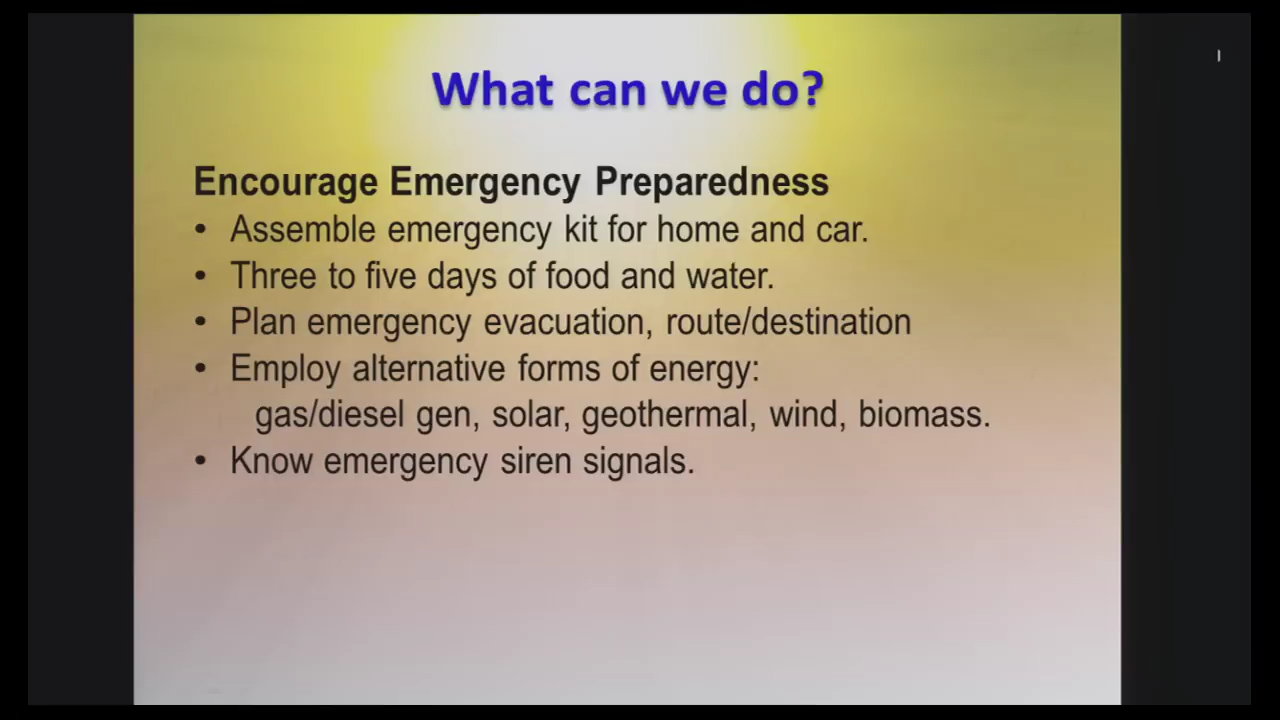 What can we do?
Encourage Emergency Preparedness
• Assemble emergency kit for home and car.
• Three to five days of food and water.
• Plan emergency evacuation, route/destination
• Employ alternative forms of energy:
gas/diesel gen, solar, geothermal, wind, biomass.
• Know emergency siren signals.